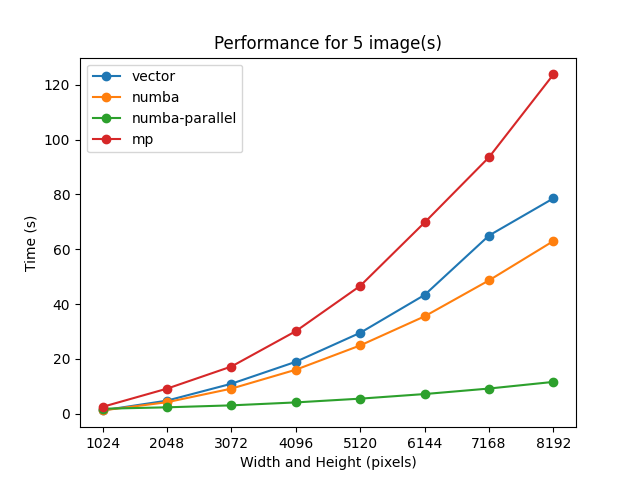 Performance for 5 image(s)
vector
numba
numba-parallel
mp
120
100
80
60
40
20
0
Time (s)
1024 2048 3072 4096 5120 6144 7168 8192
Width and Height (pixels)